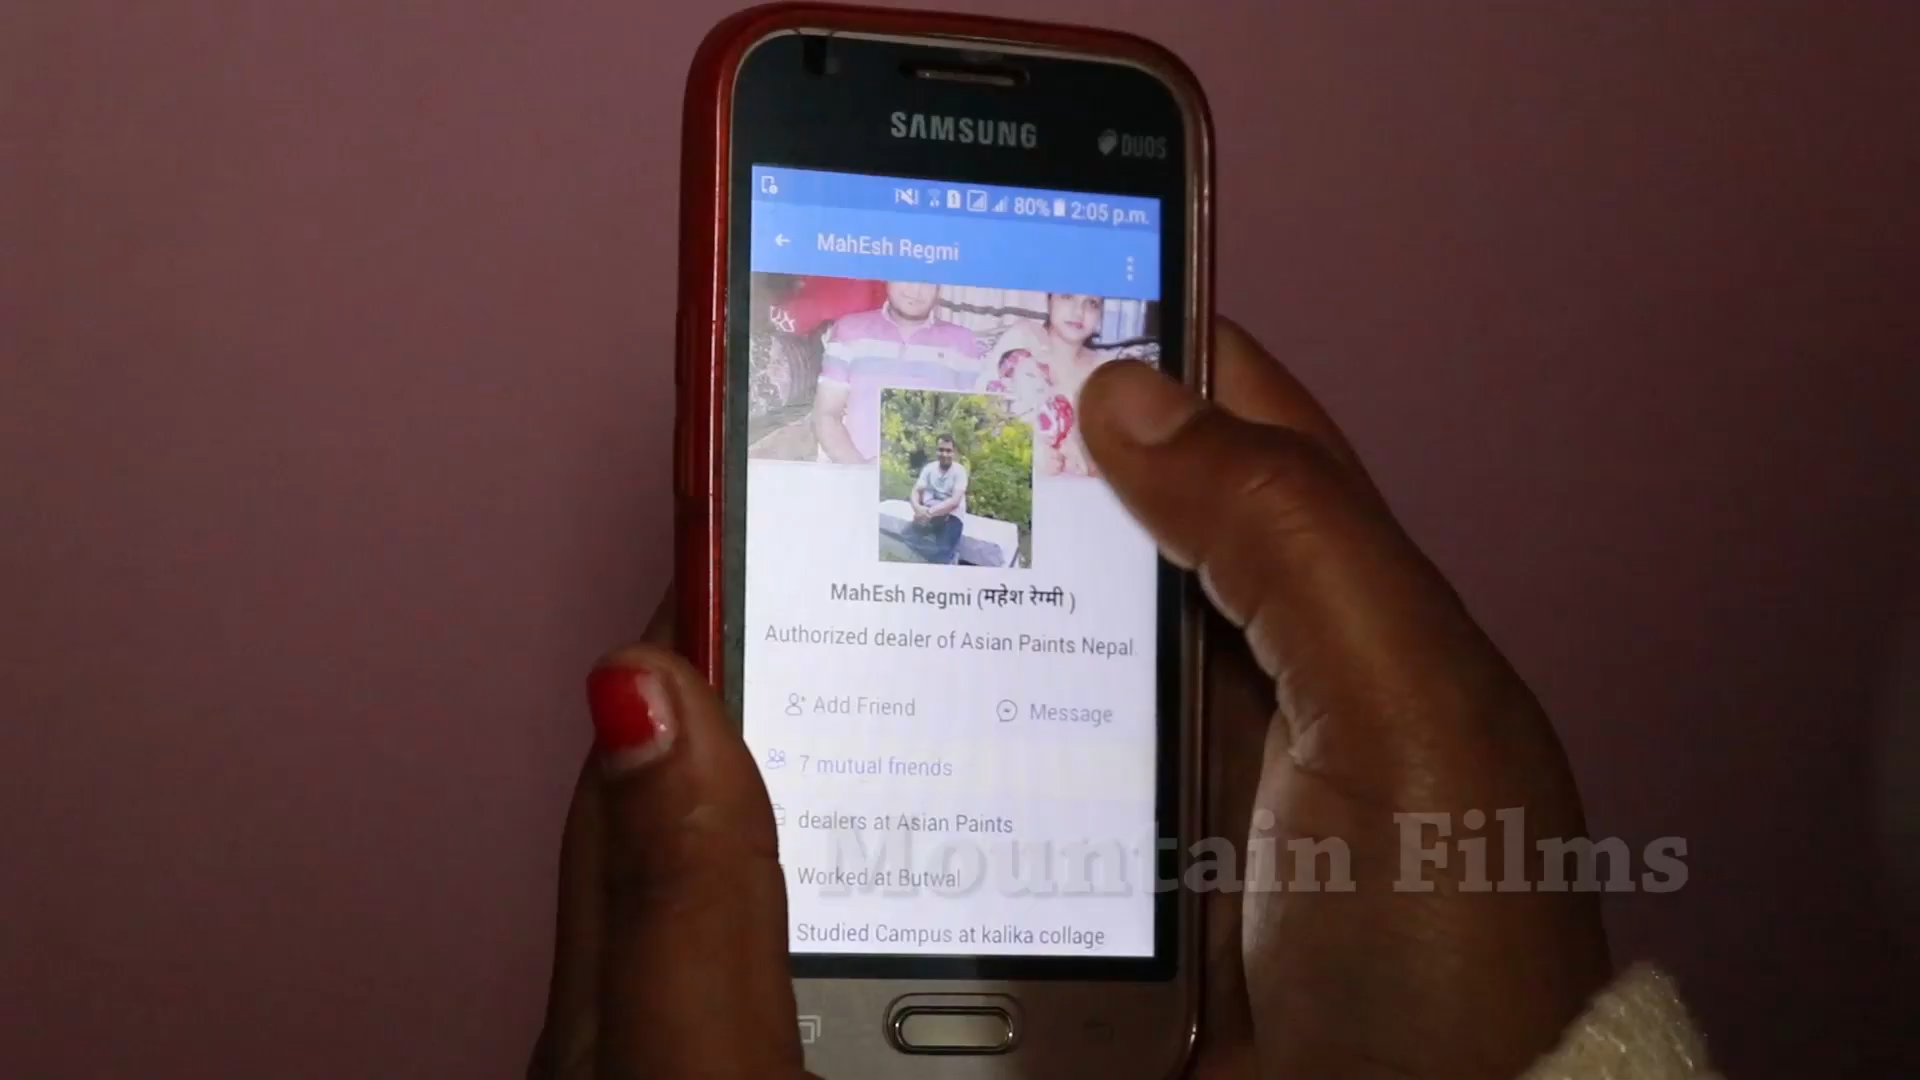 SAMSUNG
DUOS
80% 2:05 p.m.
MahEsh Regmi
MahEsh Regmi (महेश रेग्मी )
Authorized dealer of Asian Paints Nepal.
Add Friend
Message
7 mutual friends
dealers at Asian Paints
Worked at Butwal
Studied Campus at kalika collage
Mountain Films